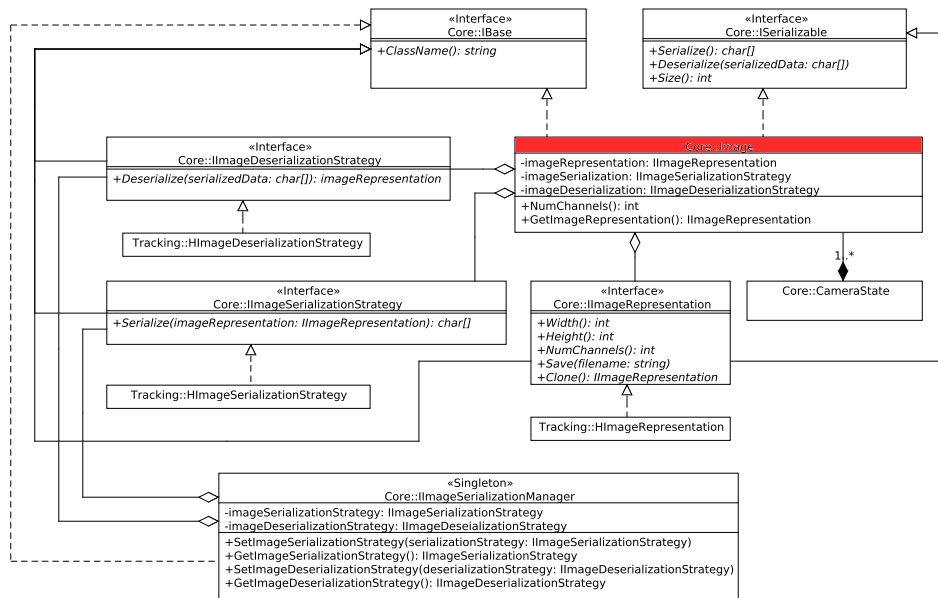 «Interface»
Core::IBase
+ClassName(): string
«Interface»
Core::ISerializable
+Serialize(): char[]
+Deserialize(serializedData: char[])
+Size(): int
«Interface»
Core::IImageDeserializationStrategy
+Deserialize(serializedData: char[]): imageRepresentation
Core::Image
-imageRepresentation: IImageRepresentation
-imageSerialization: IImageSerializationStrategy
-imageDeserialization: IImageDeserializationStrategy
+NumChannels(): int
+GetImageRepresentation(): IImageRepresentation
Tracking::HImageDeserializationStrategy
1..*
«Interface»
Core::IImageSerializationStrategy
+Serialize(imageRepresentation: IImageRepresentation): char[]
«Interface»
Core::IImageRepresentation
+Width(): int
+Height(): int
+NumChannels(): int
+Save(filename: string)
+Clone(): IImageRepresentation
Core::CameraState
Tracking::HImageSerializationStrategy
Tracking::HImageRepresentation
«Singleton»
Core::IImageSerializationManager
-imageSerializationStrategy: IImageSerializationStrategy
-imageDeserializationStrategy: IImageDeseializationStrategy
+SetImageSerializationStrategy(serializationStrategy: IImageSerializationStrategy)
+GetImageSerializationStrategy(): IImageSerializationStrategy
+SetImageDeserializationStrategy(deserializationStrategy: IImageDeserializationStrategy)
+GetImageDeserializationStrategy(): IImageDeserializationStrategy